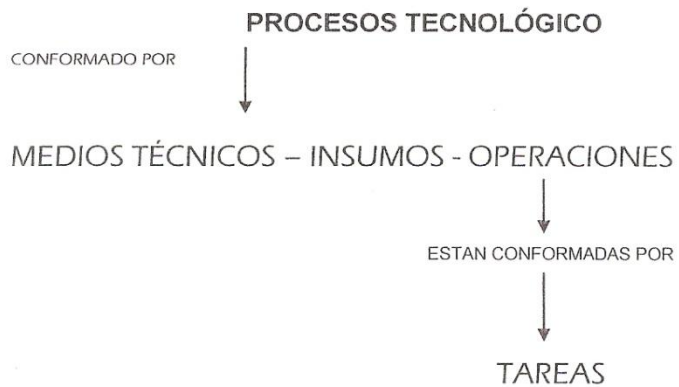 PROCESOS TECNOLÓGICO
CONFORMADO POR
MEDIOS TÉCNICOS – INSUMOS - OPERACIONES
ESTAN CONFORMADAS POR
TAREAS